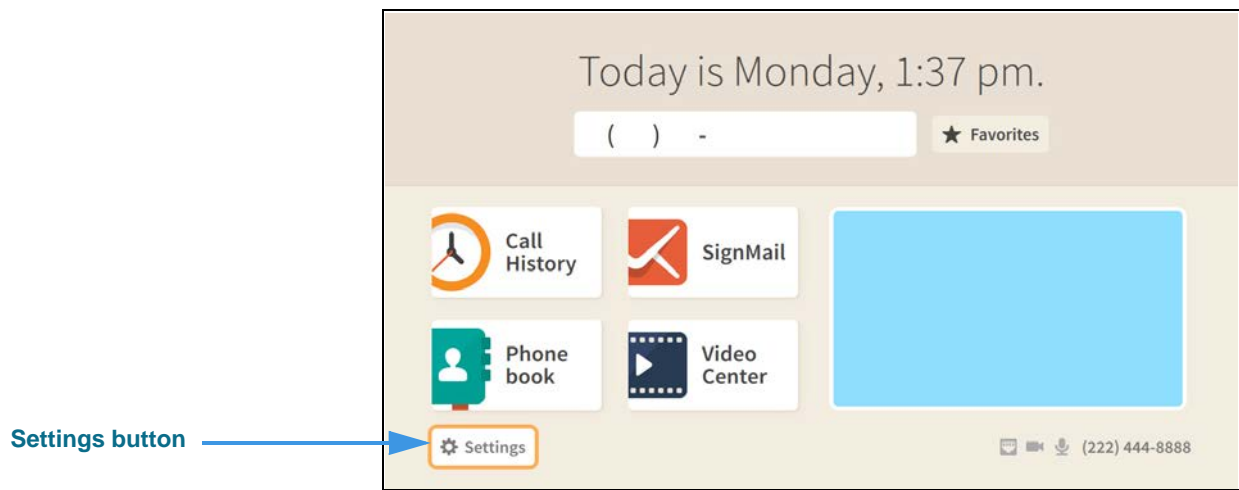 Today is Monday, 1:37 pm.
( ) -
Favorites
Call
History
SignMail
Phone
book
Video
Center
Settings button
Settings
(222) 444-8888